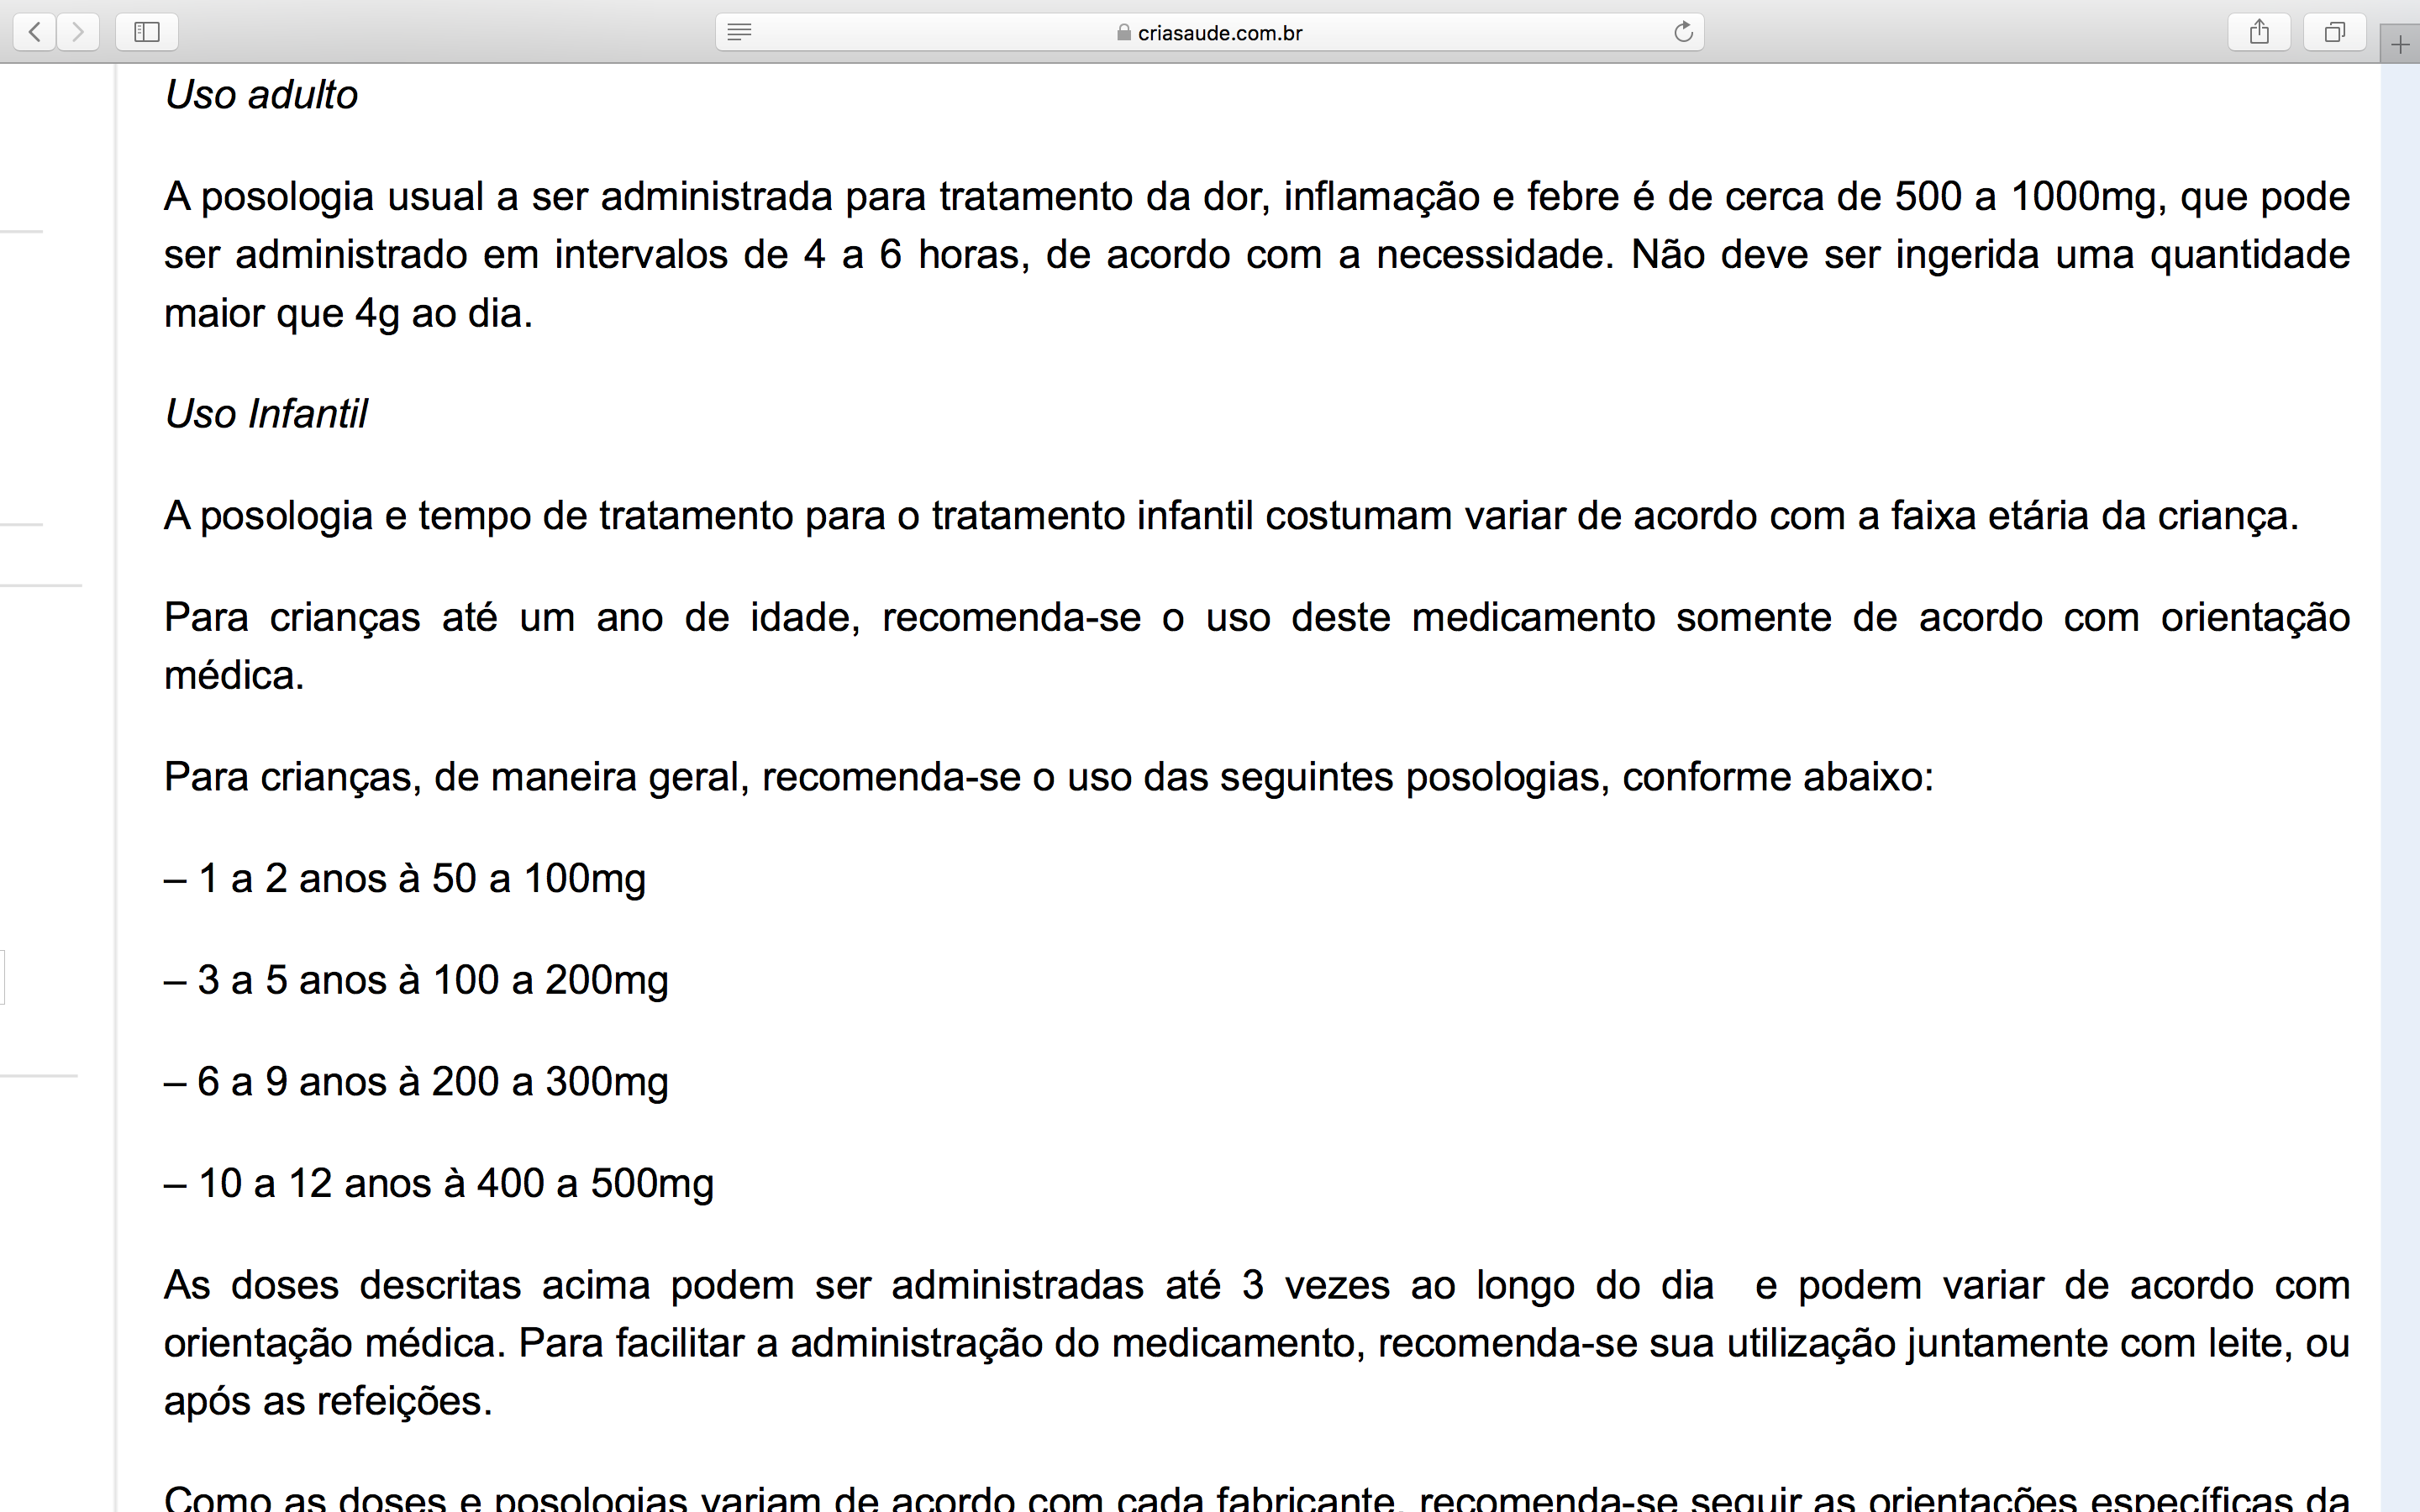 criasaude.com.br
Uso adulto
A posologia usual a ser administrada para tratamento da dor, inflamação e febre é de cerca de 500 a 1000mg, que pode
ser administrado em intervalos de 4 a 6 horas, de acordo com a necessidade. Não deve ser ingerida uma quantidade
maior que 4g ao dia.
Uso Infantil
A posologia e tempo de tratamento para o tratamento infantil costumam variar de acordo com a faixa etária da criança.
Para crianças até um ano de idade, recomenda-se o uso deste medicamento somente de acordo com orientação
médica.
Para crianças, de maneira geral, recomenda-se o uso das seguintes posologias, conforme abaixo:
– 1 a 2 anos à 50 a 100mg
– 3 a 5 anos à 100 a 200mg
– 6 a 9 anos à 200 a 300mg
– 10 a 12 anos à 400 a 500mg
As doses descritas acima podem ser administradas até 3 vezes ao longo do dia  e podem variar de acordo com
orientação médica. Para facilitar a administração do medicamento, recomenda-se sua utilização juntamente com leite, ou
após as refeições.
Como as doses e posologias variam de acordo com cada fabricante, recomenda-se seguir as orientações específicas da